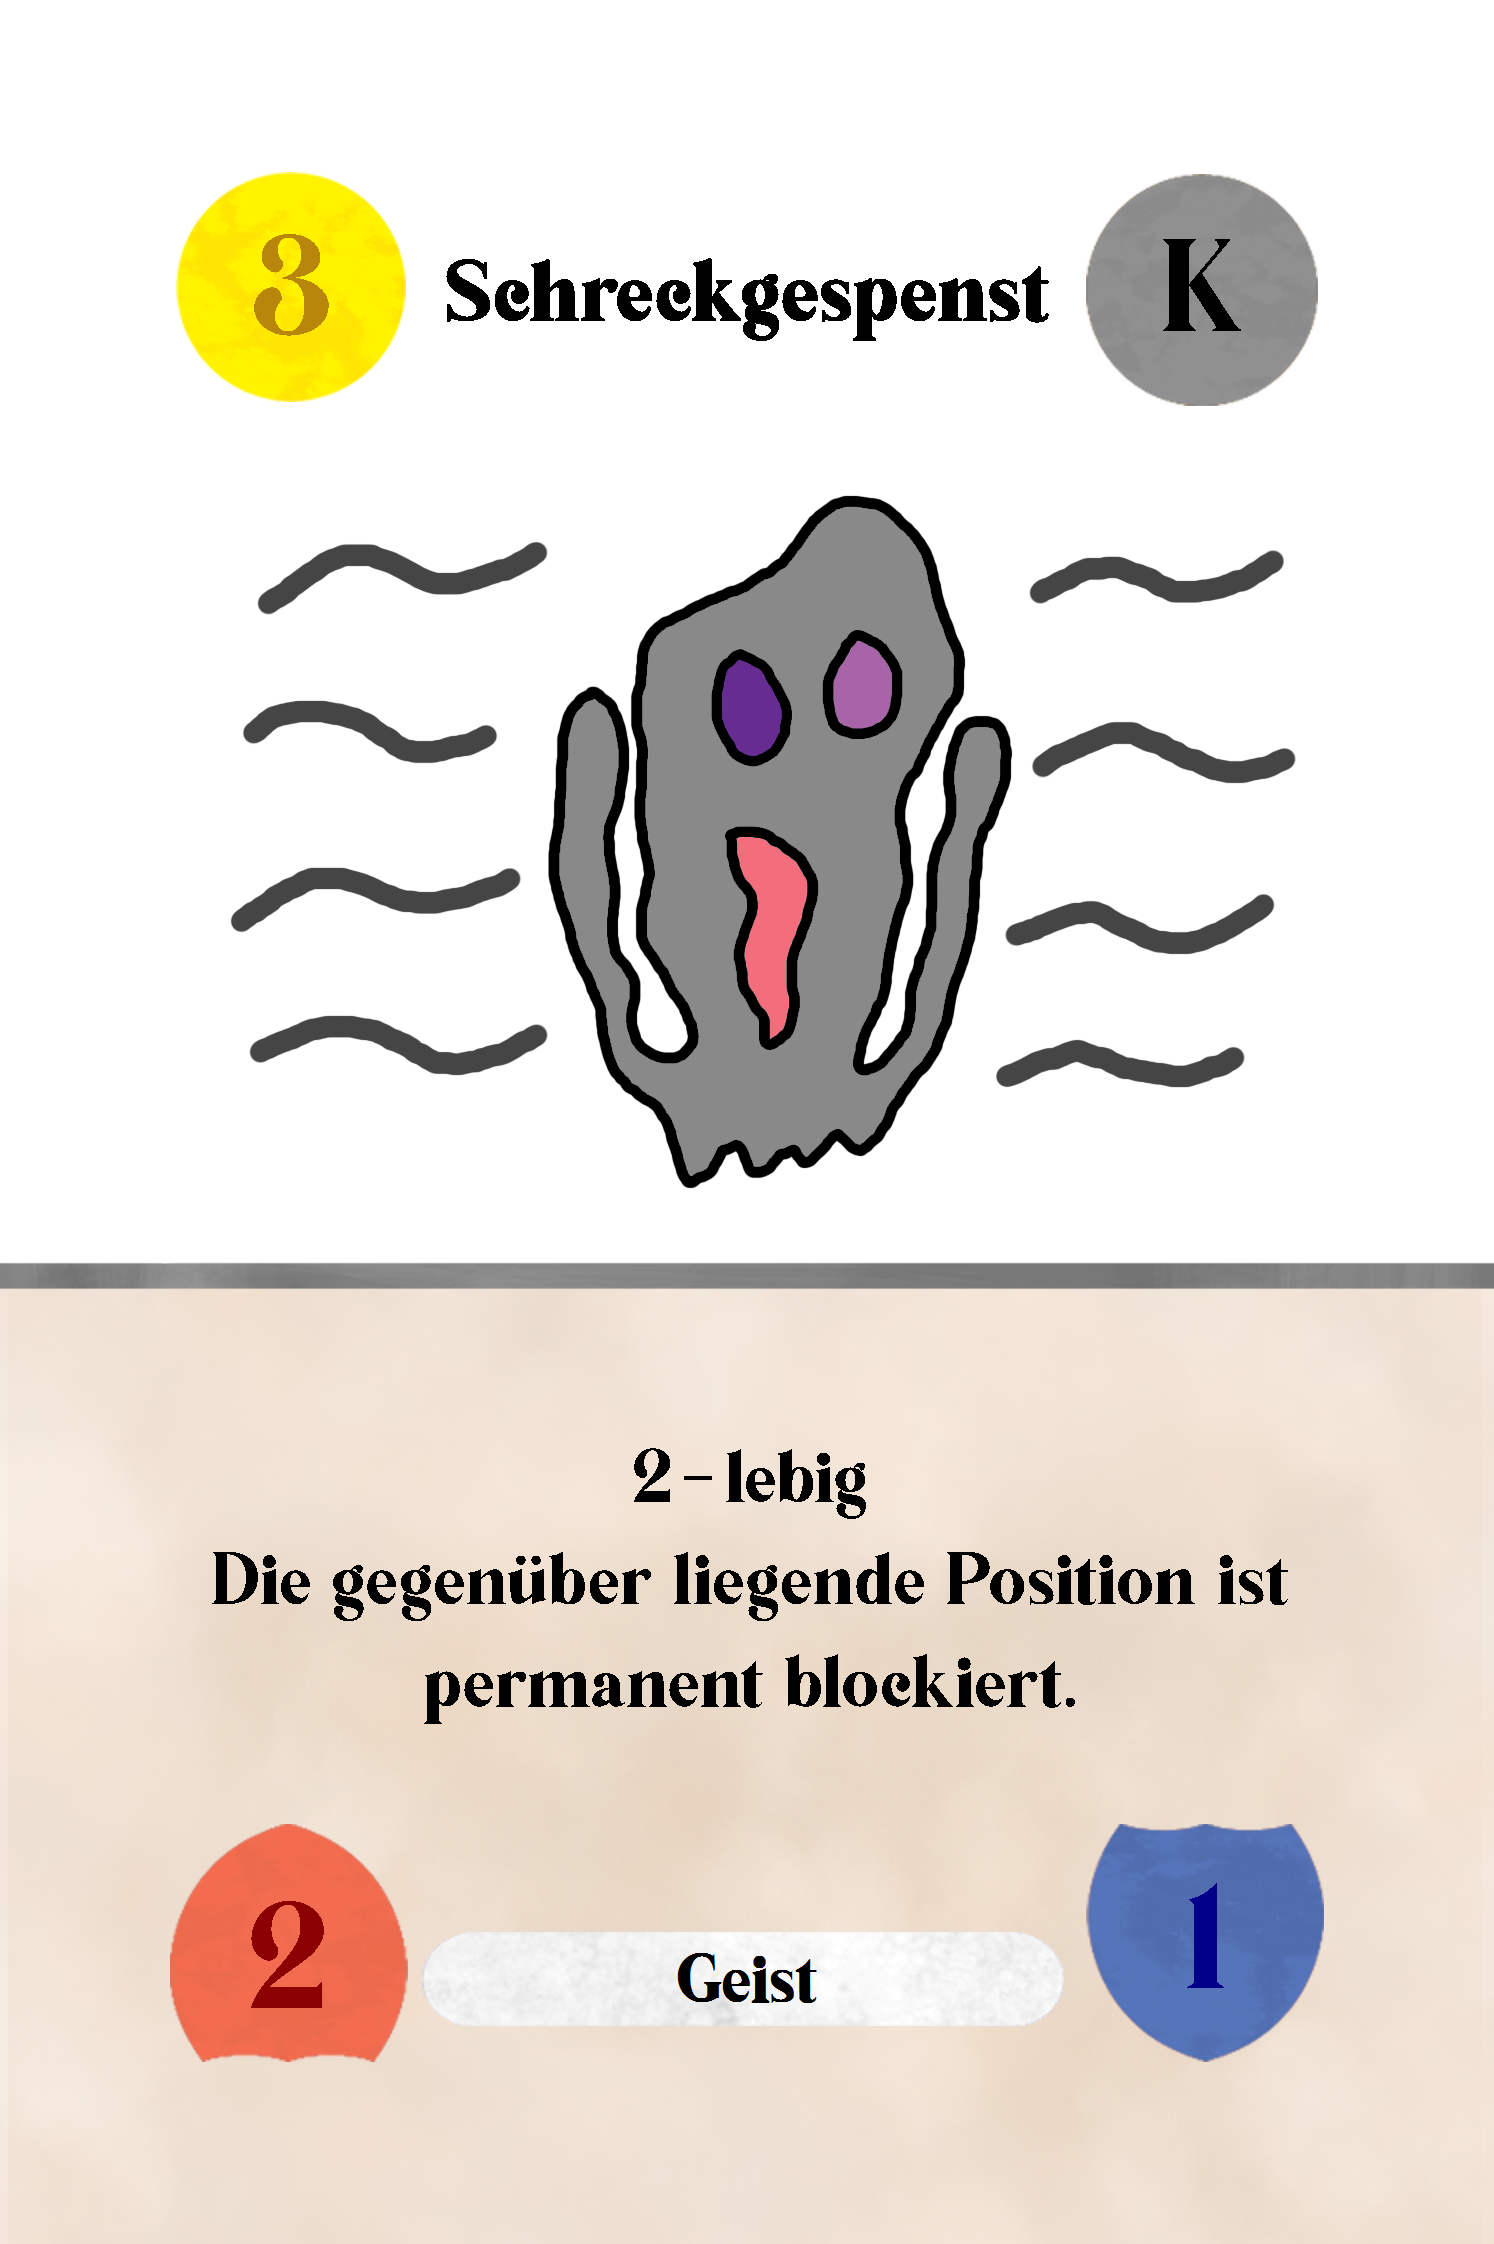 3 Schreckgespenst K
2 – lebig
Die gegenüber liegende Position ist
permanent blockiert.
2 Geist 1